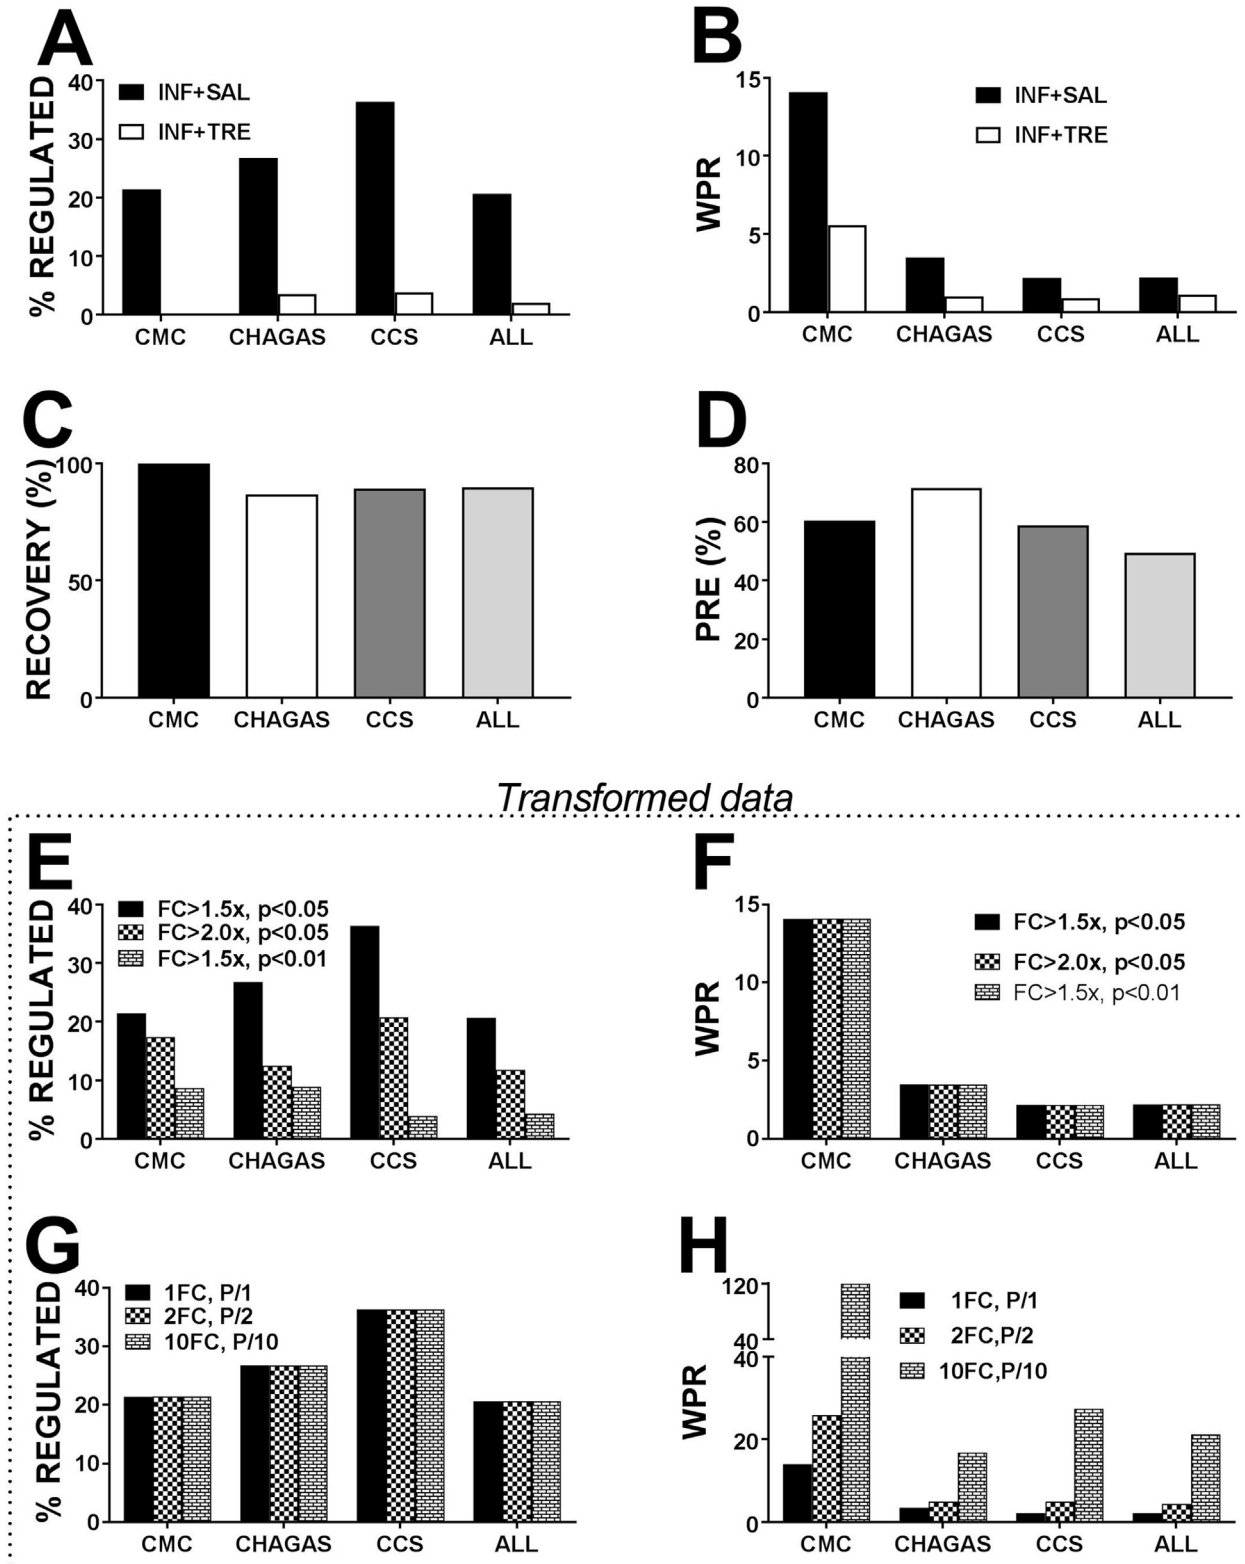 A
% REGULATED
40
30
20
10
0
INF+SAL
INF+TRE
CMC CHAGAS CCS ALL
B
WPR
15
10
5
0
INF+SAL
INF+TRE
CMC CHAGAS CCS ALL
C
RECOVERY (%)
100
50
0
CMC CHAGAS CCS ALL
D
PRE (%)
80
60
40
20
0
CMC CHAGAS CCS ALL
Transformed data
E
% REGULATED
40
30
20
10
0
FC>1.5x, p<0.05
FC>2.0x, p<0.05
FC>1.5x, p<0.01
CMC CHAGAS CCS ALL
F
WPR
15
10
5
0
FC>1.5x, p<0.05
FC>2.0x, p<0.05
FC>1.5x, p<0.01
CMC CHAGAS CCS ALL
G
% REGULATED
40
30
20
10
0
1FC, P/1
2FC, P/2
10FC, P/10
CMC CHAGAS CCS ALL
H
WPR
120
40
40
20
0
1FC, P/1
2FC,P/2
10FC,P/10
CMC CHAGAS CCS ALL